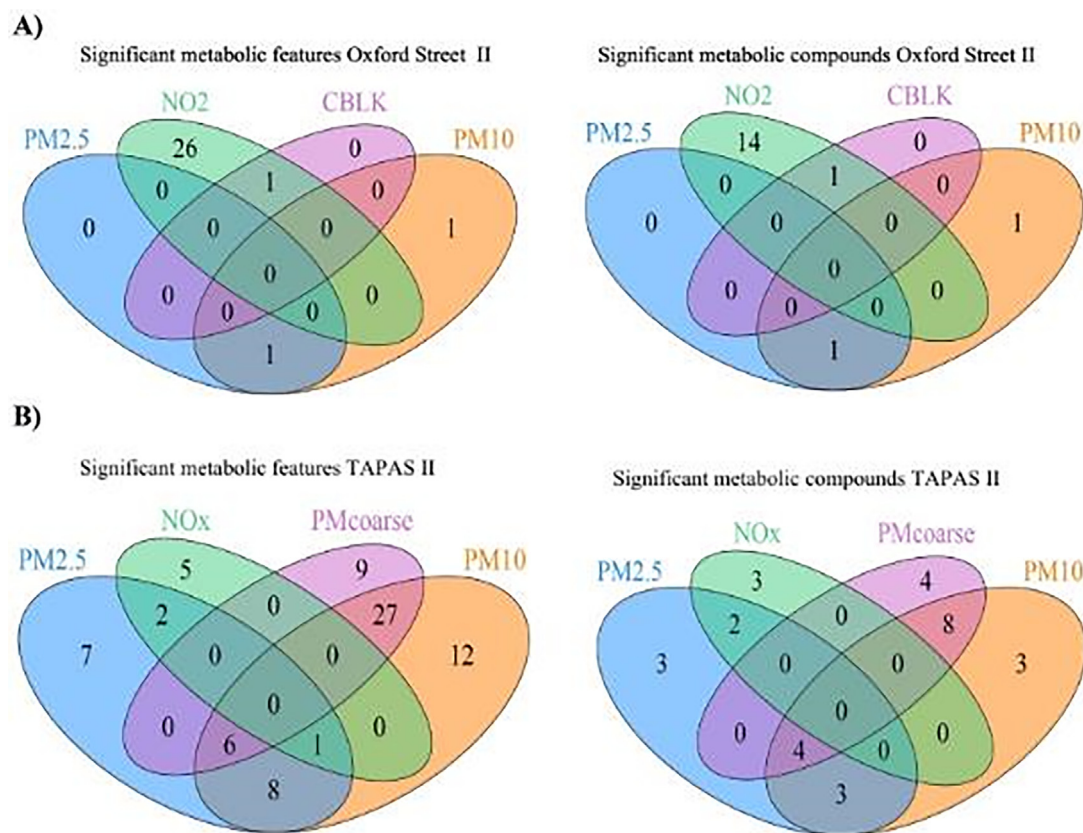 A)
Significant metabolic features Oxford Street II
NO2 CBLK
PM2.5 PM10
26 0
0 1 0
0 0 0 1
0
0 0 0 0
1
Significant metabolic compounds Oxford Street II
NO2 CBLK
PM2.5 PM10
14 0
0 1 0
0 0 0 1
0
0 0 0 0
1
B)
Significant metabolic features TAPAS II
NOx PMcoarse
PM2.5 PM10
5 9
2 0 27
7 0 0 12
0
0 6 1 0
8
Significant metabolic compounds TAPAS II
NOx PMcoarse
PM2.5 PM10
3 4
2 0 8
3 0 0 3
0
0 4 0 0
3